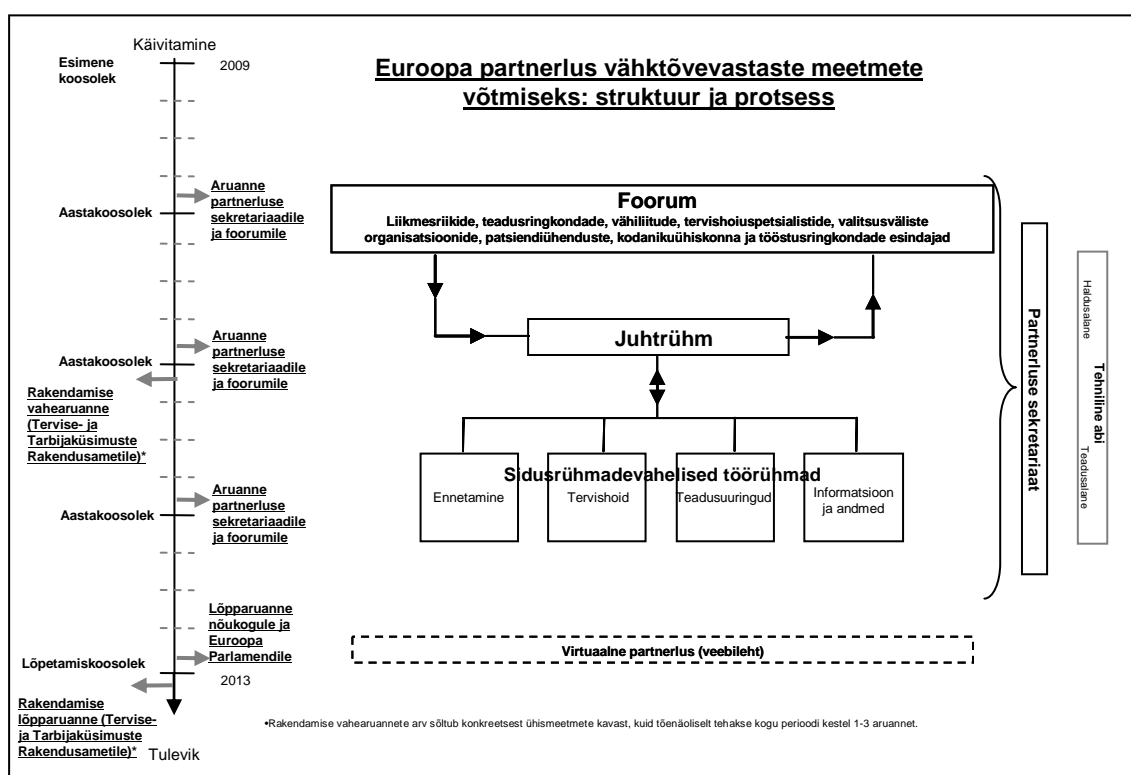 Käivitamine
Esimene
koosolek
2009
Euroopa partnerlus vähktõvevastaste meetmete
võtmiseks: struktuur ja protsess
Aruanne
partnerluse
sekretariaadile
ja foorumile
Aastakoosolek
Foorum
Liikmesriikide, teadusringkondade, vähiliitude, tervishoiuspetsialistide, valitsusväliste
organisatsioonide, patsiendiühenduste, kodanikuühiskonna ja tööstusringkondade esindajad
Juhtrühm
Aruanne
partnerluse
sekretariaadile
ja foorumile
Aastakoosolek
Rakendamise
vahearuanne
(Tervise- ja
Tarbijaküsimuste
Rakendusametile)*
Sidusrühmadevahelised töörühmad
Ennetamine
Tervishoid
Teadusuuringud
Informatsioon
ja andmed
Aruanne
partnerluse
sekretariaadile
ja foorumile
Aastakoosolek
Partnerluse sekretariaat
Haldusalane
Tehniline abi
Teadusalane
Lõpparuanne
nõukogule ja
Euroopa
Parlamendile
Virtuaalne partnerlus (veebileht)
Lõpetamiskoosolek
2013
Rakendamise
lõpparuanne (Tervise-
ja Tarbijaküsimuste
Rakendusametile)*
Tulevik
•Rakendamise vahearuannete arv sõltub konkreetsest ühismeetmete kavast, kuid tõenäoliselt tehakse kogu perioodi kestel 1-3 aruannet.